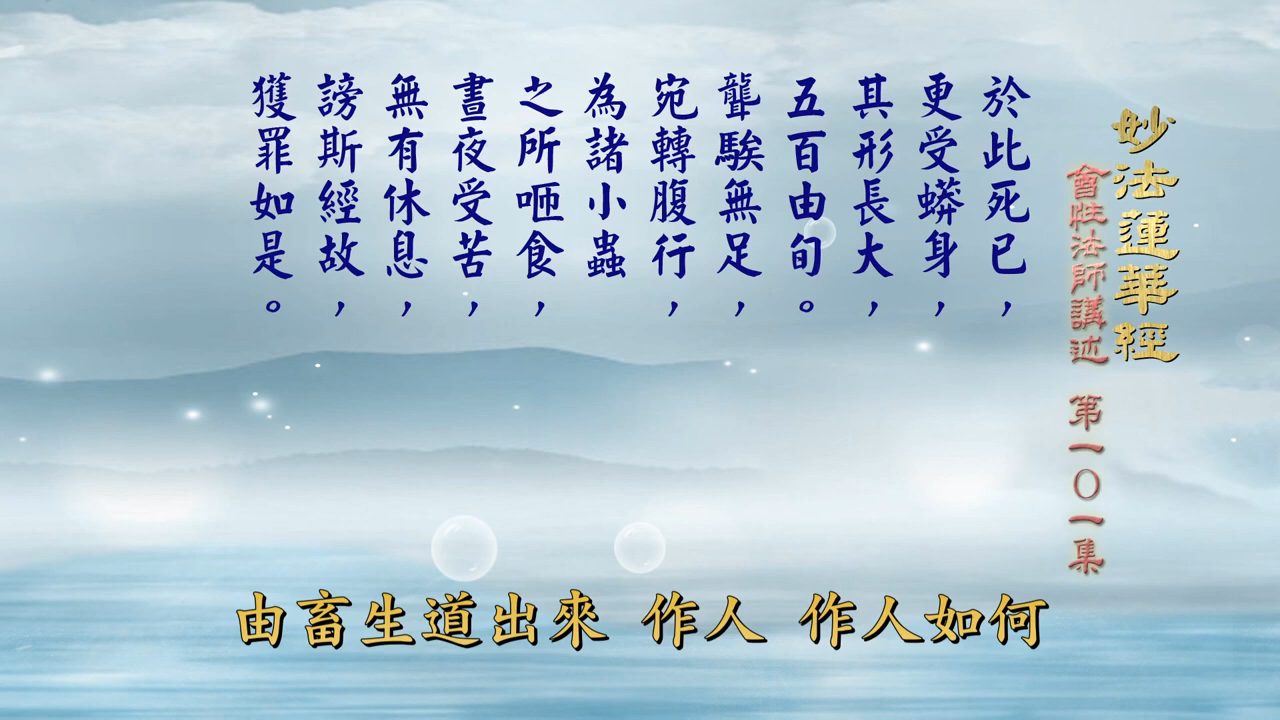 妙法蓮華經
會性法師講述 第一〇一集
於此死已，
更受蟒身，
其形長大，
五百由旬。
聾騃無足，
宛轉腹行，
為諸小蟲
之所咂食，
晝夜受苦，
無有休息，
謗斯經故，
獲罪如是。
由畜生道出來 作人 作人如何